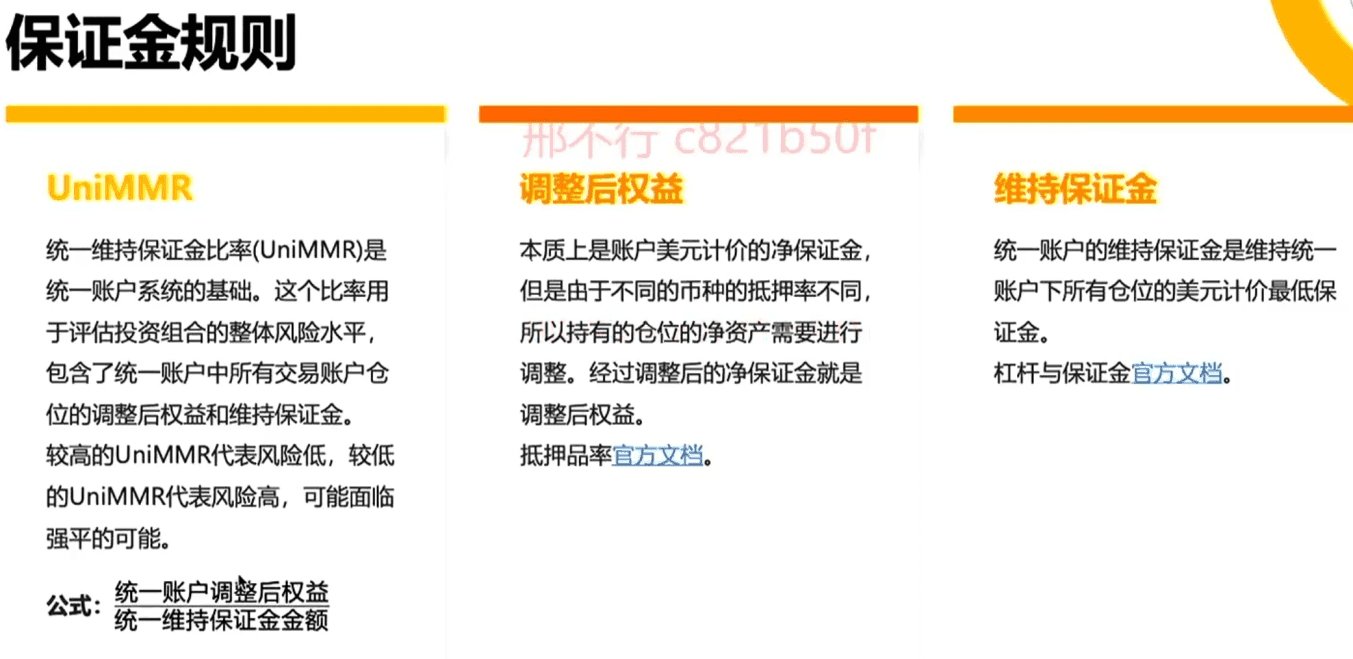 保证金规则
邢不行 c821b50f
UniMMR
统一维持保证金比率(UniMMR)是
统一账户系统的基础。这个比率用
于评估投资组合的整体风险水平，
包含了统一账户中所有交易账户仓
位的调整后权益和维持保证金。
较高的UniMMR代表风险低，较低
的UniMMR代表风险高，可能面临
强平的可能。
公式：
统一账户调整后权益
统一维持保证金金额
调整后权益
本质上是账户美元计价的净保证金，
但是由于不同的币种的抵押率不同，
所以持有的仓位的净资产需要进行
调整。经过调整后的净保证金就是
调整后权益。
抵押品率官方文档。
维持保证金
统一账户的维持保证金是维持统一
账户下所有仓位的美元计价最低保
证金。
杠杆与保证金官方文档。